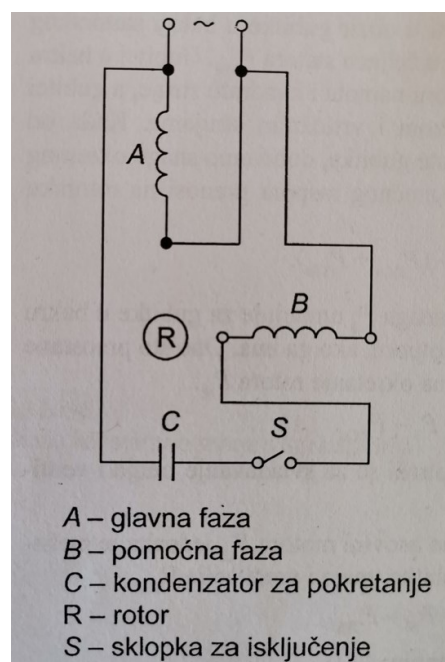 ~
A
B
R
C
S
A – glavna faza
B – pomoćna faza
C – kondenzator za pokretanje
R – rotor
S – sklopka za isključenje